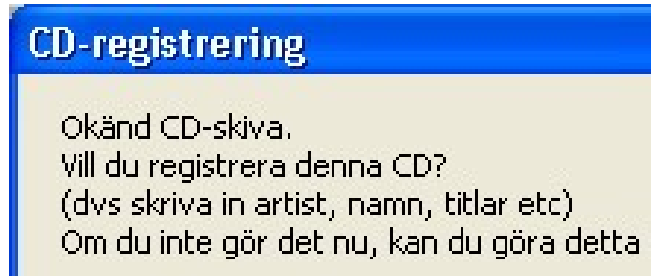 CD-registrering
Okänd CD-skiva.
Vill du registrera denna CD?
(dvs skriva in artist, namn, titlar etc)
Om du inte gör det nu, kan du göra detta